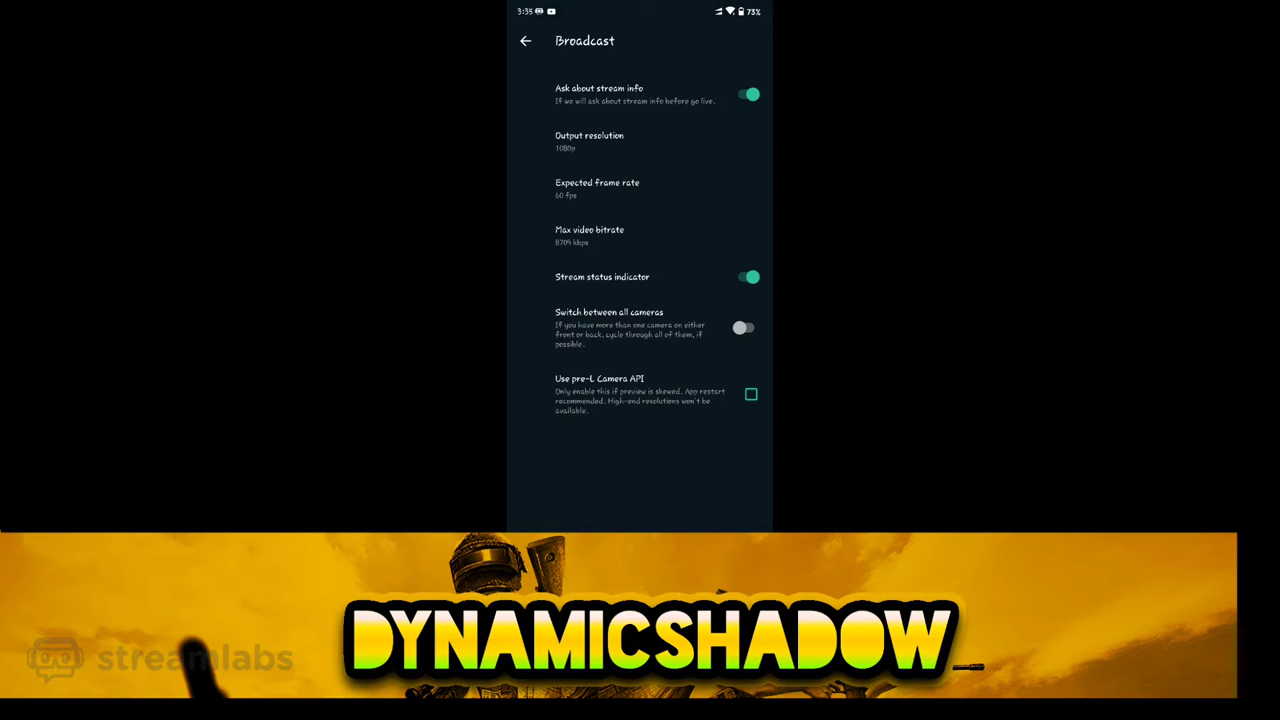 3:35
73%
Broadcast
Ask about stream info
If we will ask about stream info before go live.
Output resolution
1080p
Expected frame rate
60 fps
Max video bitrate
8709 kbps
Stream status indicator
Switch between all cameras
If you have more than one camera on either
front or back, cycle through all of them, if
possible.
Use pre-L Camera API
Only enable this if preview is skewed. App restart
recommended. High-end resolutions won't be
available.
streamlabs
DYNAMICSHADOW